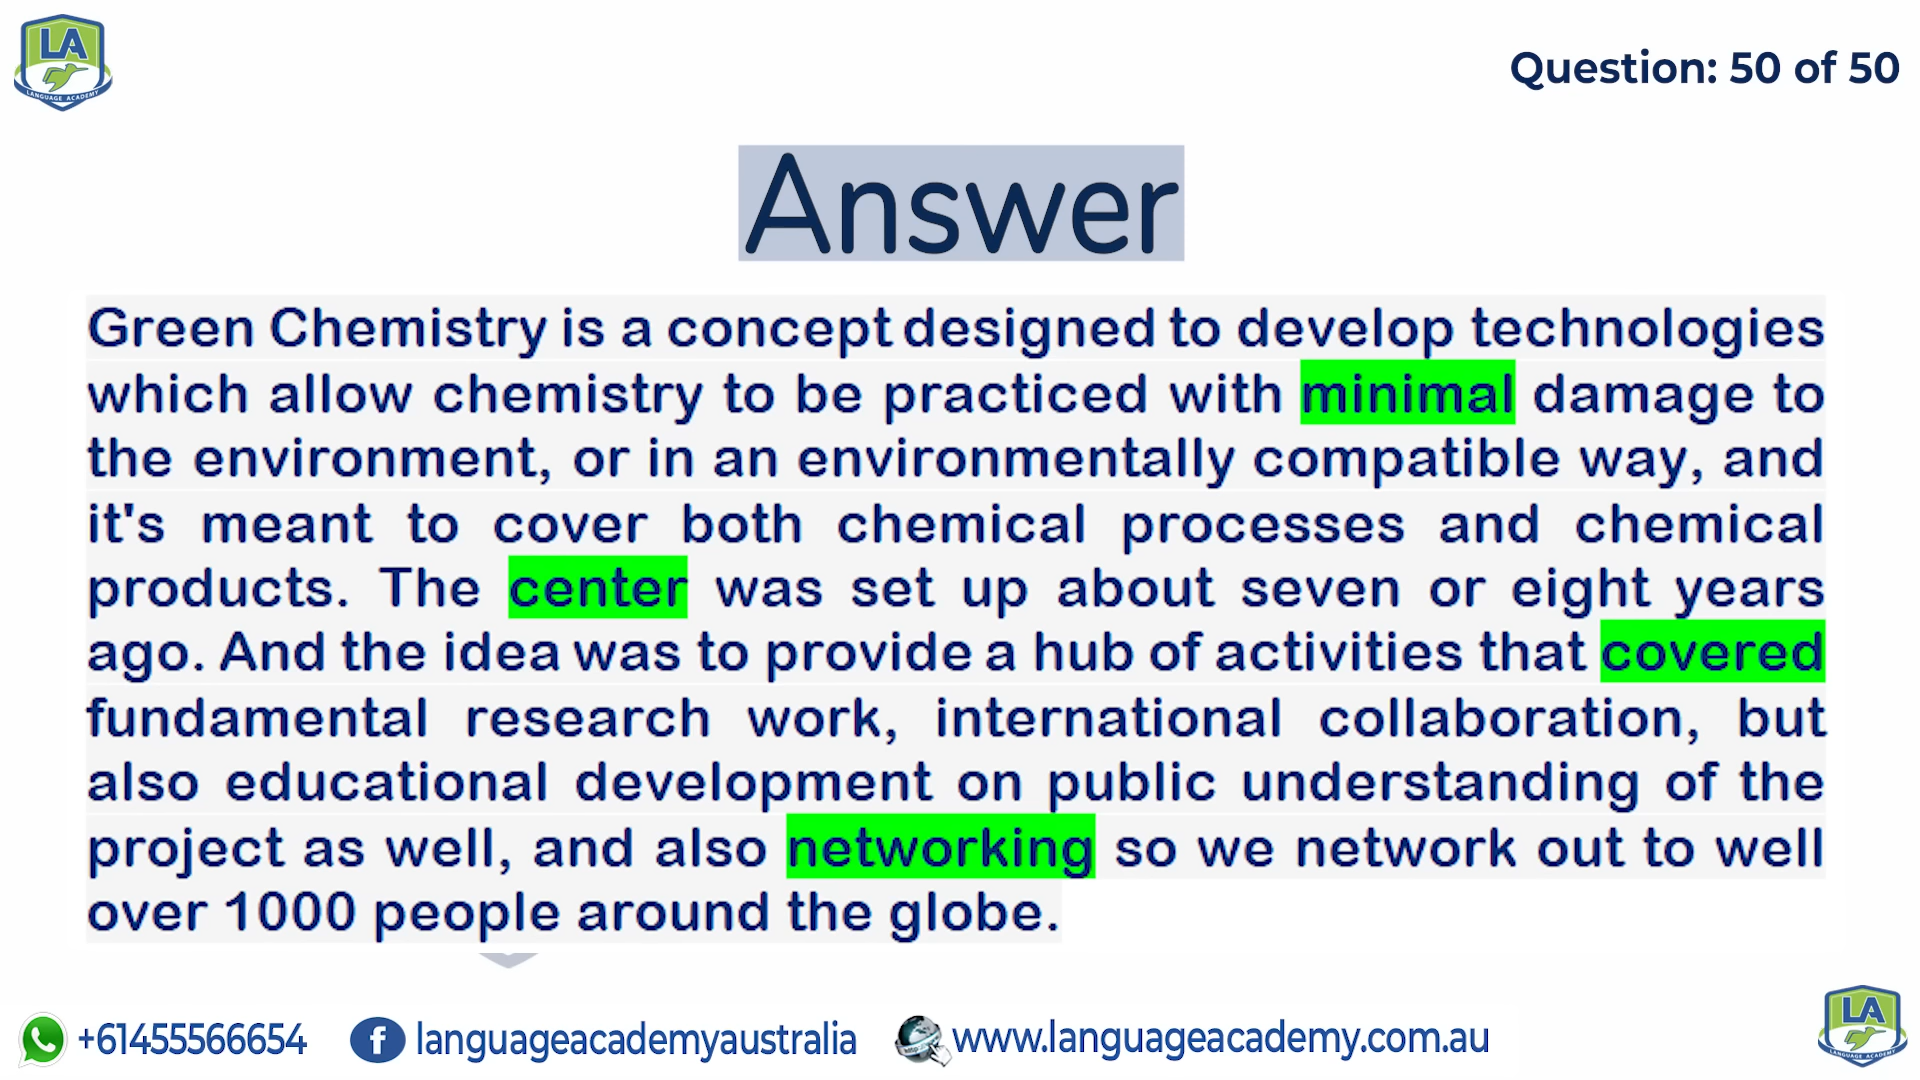 LA
LANGUAGE ACADEMY
Question: 50 of 50
Answer
Green Chemistry is a concept designed to develop technologies
which allow chemistry to be practiced with minimal damage to
the environment, or in an environmentally compatible way, and
it's meant to cover both chemical processes and chemical
products. The center was set up about seven or eight years
ago. And the idea was to provide a hub of activities that covered
fundamental research work, international collaboration, but
also educational development on public understanding of the
project as well, and also networking so we network out to well
over 1000 people around the globe.
+61455566654
languageacademyaustralia
www.languageacademy.com.au
LA
LANGUAGE ACADEMY